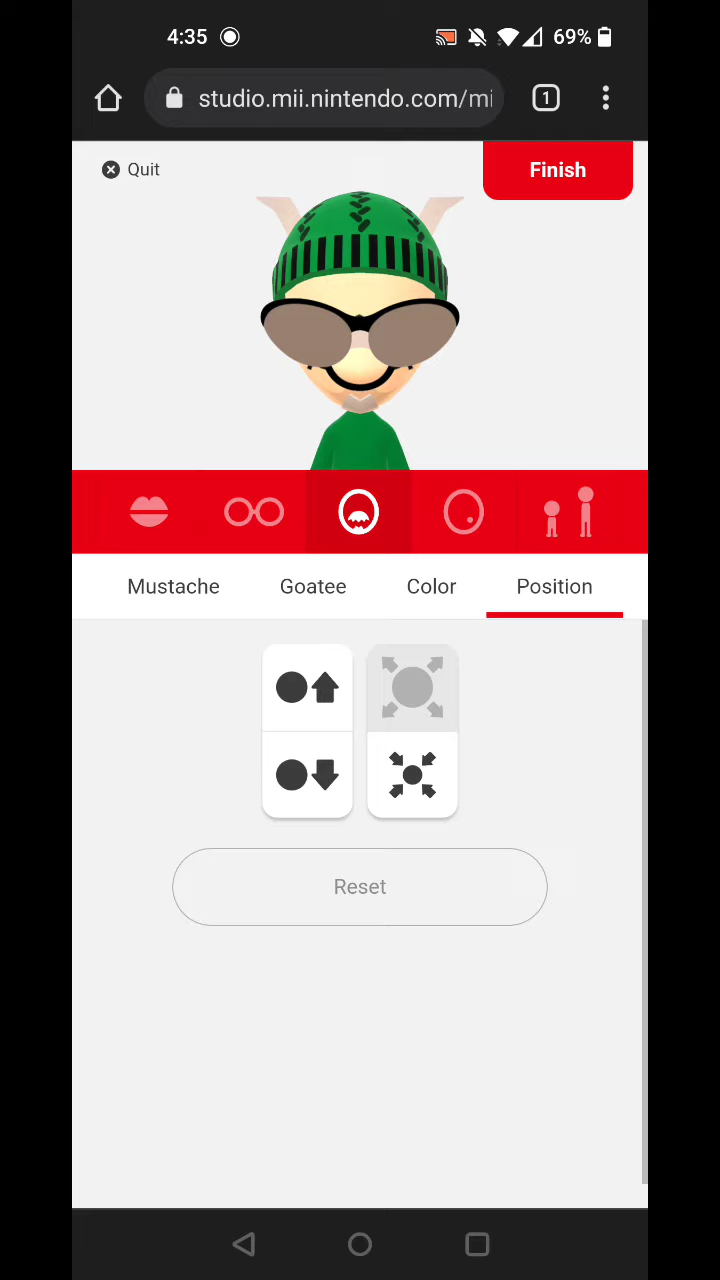 4:35
69%
studio.mii.nintendo.com/mi
1
Quit
Finish
Mustache Goatee Color Position
Reset